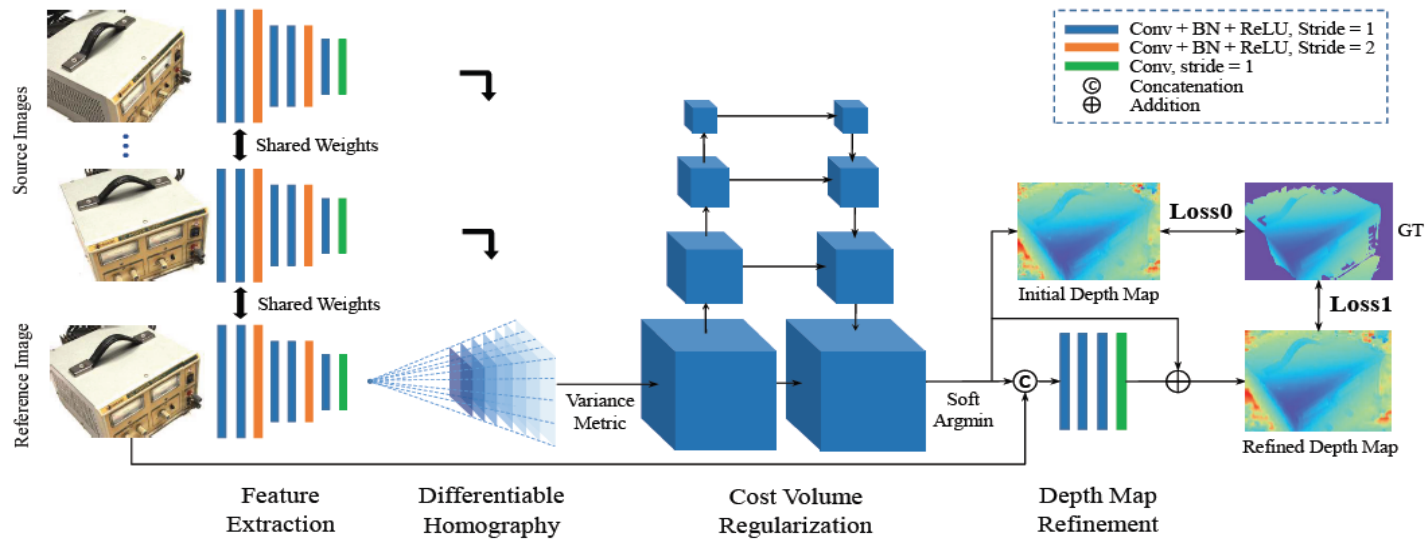 Source Images
Reference Image
Shared Weights
Shared Weights
Conv + BN + ReLU, Stride = 1
Conv + BN + ReLU, Stride = 2
Conv, stride = 1
C Concatenation
Addition
Loss0
GT
Initial Depth Map
Loss1
Variance
Metric
Soft
Argmin
C
Refined Depth Map
Feature
Extraction
Differentiable
Homography
Cost Volume
Regularization
Depth Map
Refinement